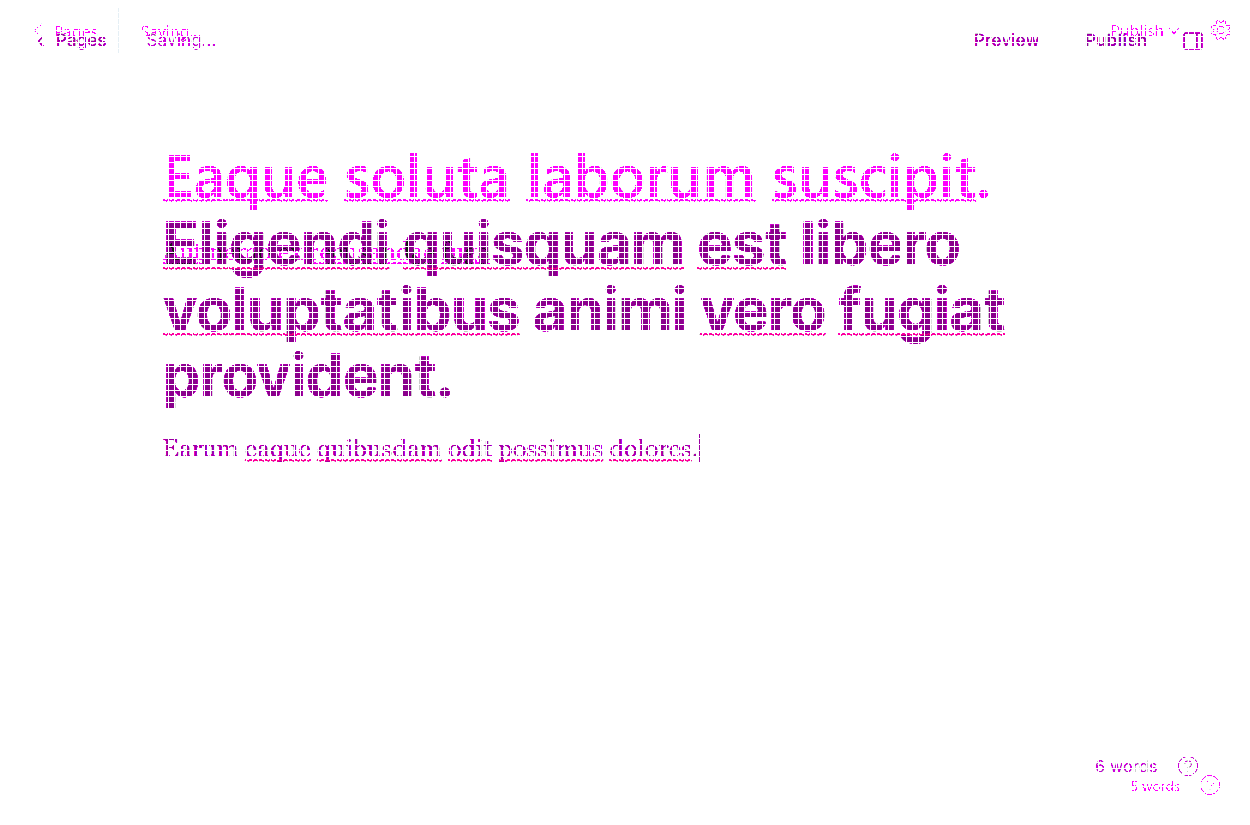 Pages Saving... Publish
Pages Saving... Preview Publish
Eaque soluta laborum suscipit.
Eligendi quisquam est libero
voluptatibus animi vero fugiat
provident.
Earum eaque quibusdam odit possimus dolores.
6 words ?
5 words ?